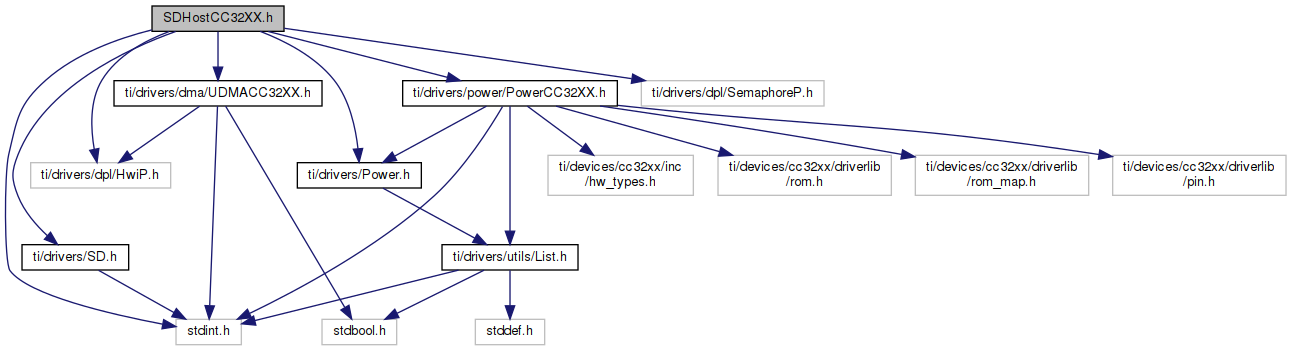 SDHostCC32XX.h
ti/drivers/dma/UDMACC32XX.h
ti/drivers/power/PowerCC32XX.h
ti/drivers/dpl/SemaphoreP.h
ti/drivers/dpl/HwiP.h
ti/drivers/Power.h
ti/devices/cc32xx/inc
/hw_types.h
ti/devices/cc32xx/driverlib
/rom.h
ti/devices/cc32xx/driverlib
/rom_map.h
ti/devices/cc32xx/driverlib
/pin.h
ti/drivers/SD.h
ti/drivers/utils/List.h
stdint.h
stdbool.h
stddef.h